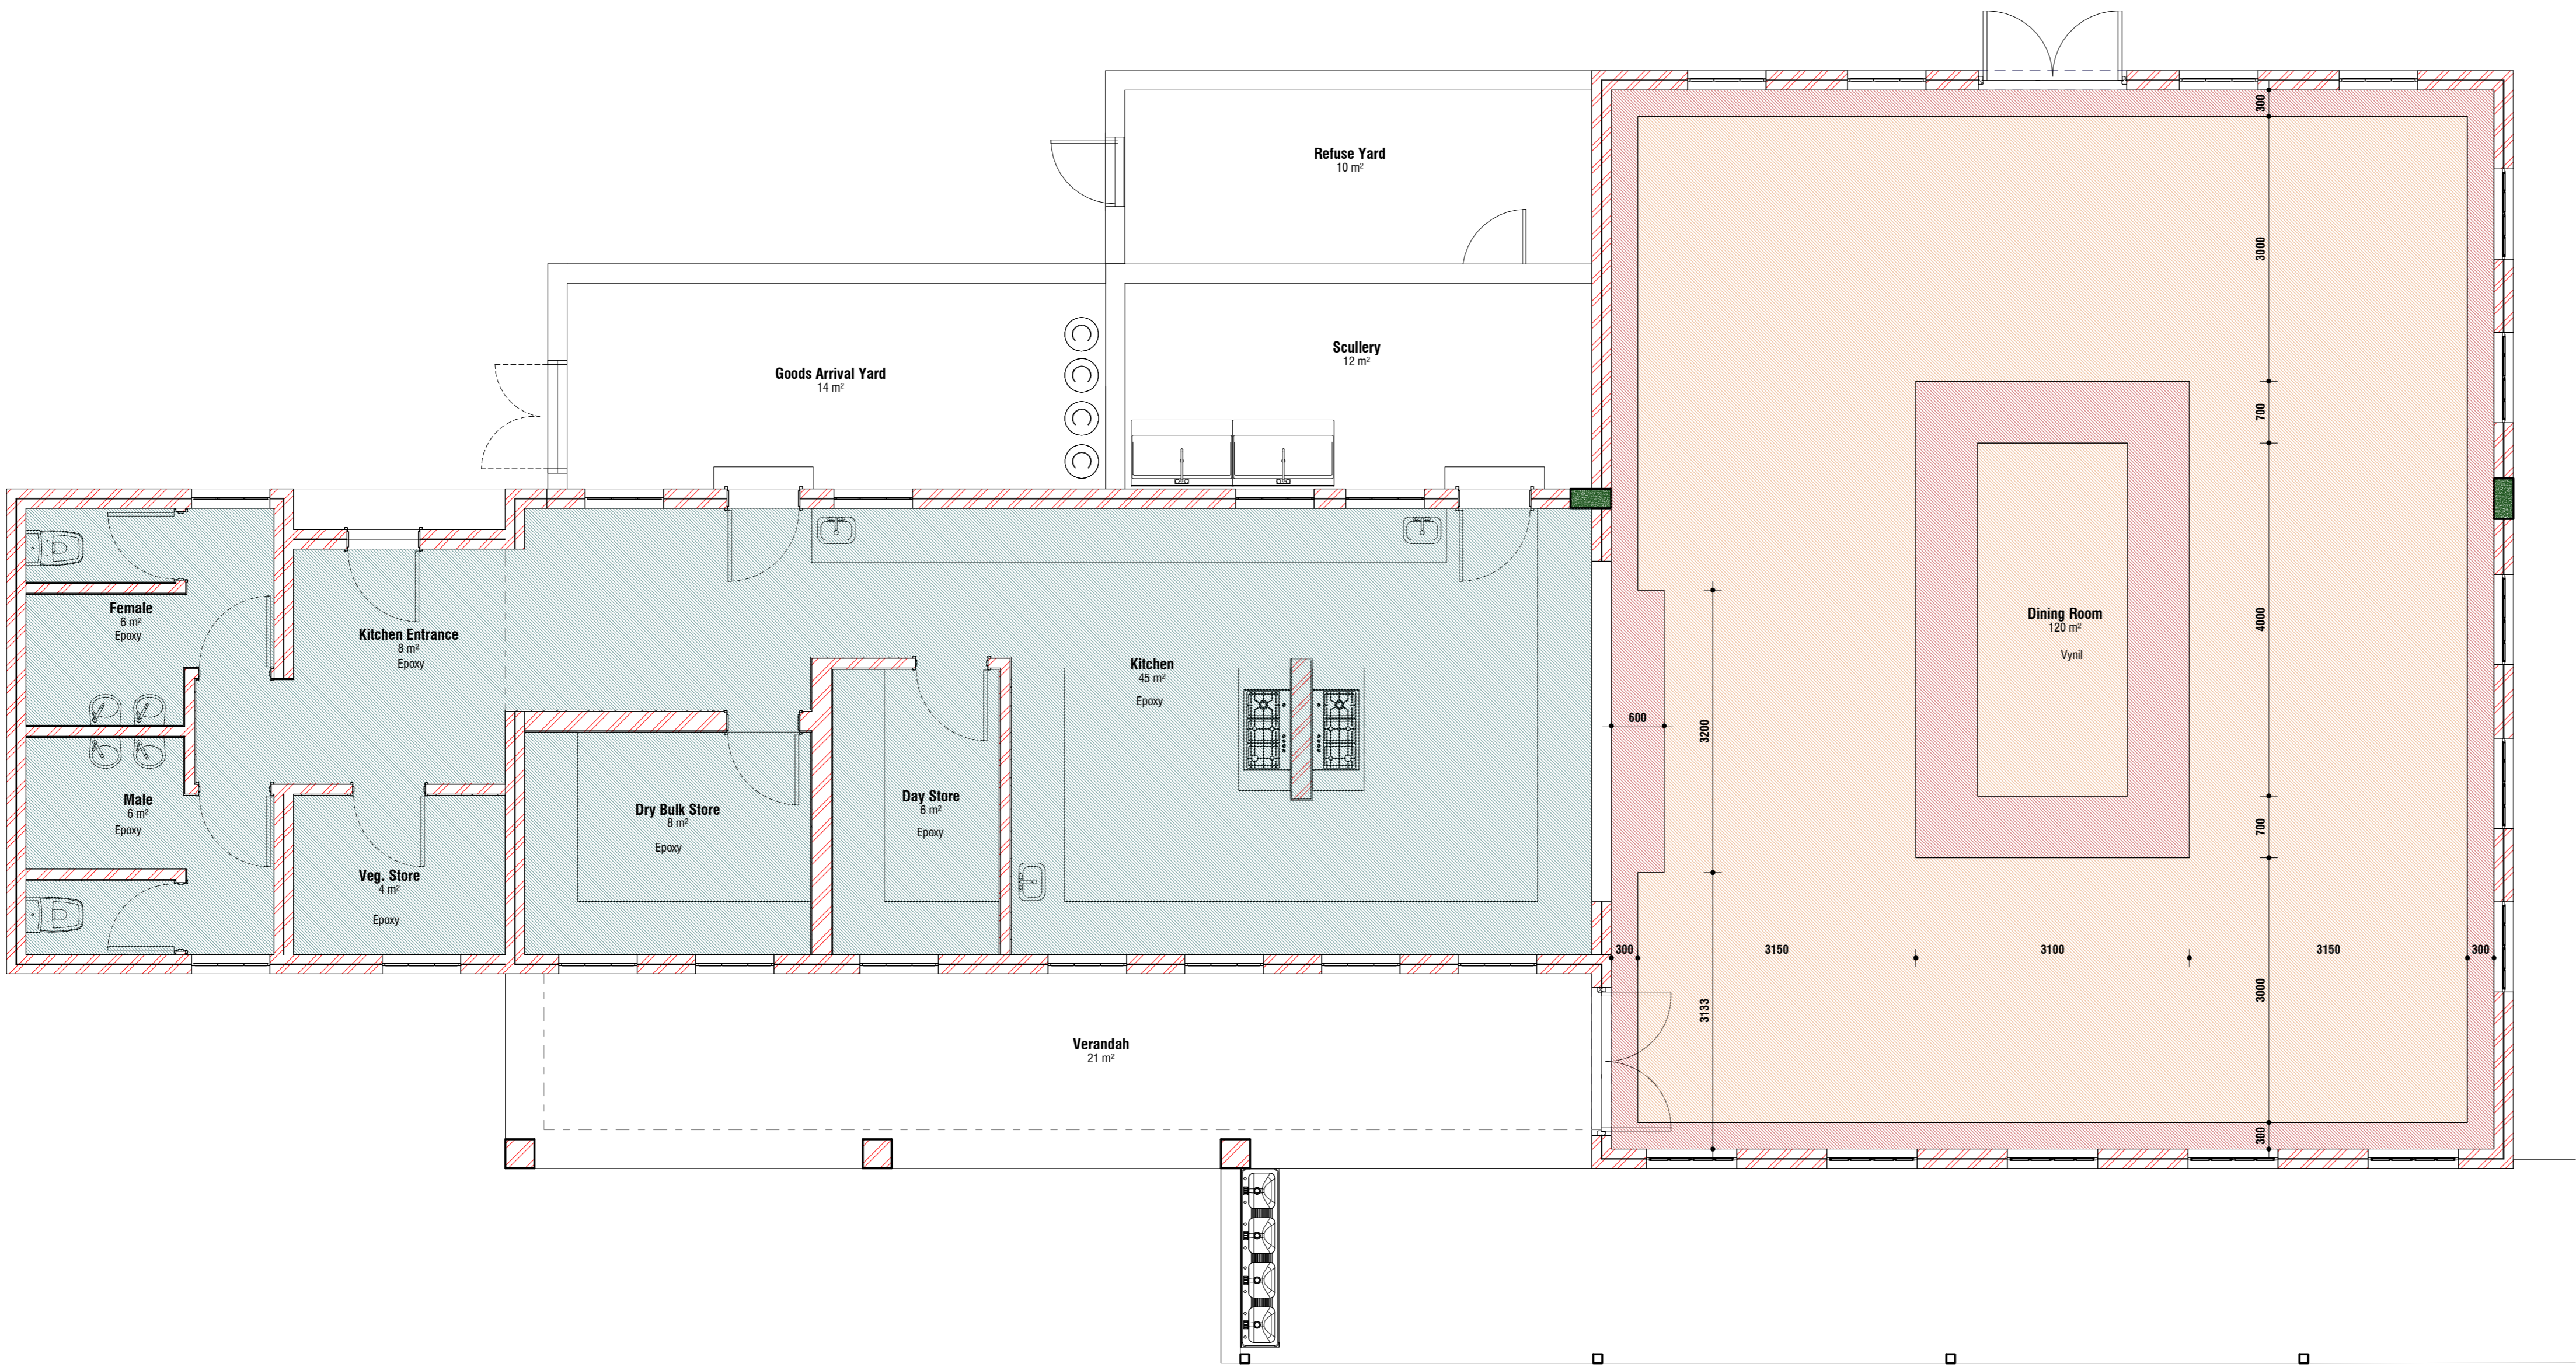 Refuse Yard
10 m²
Goods Arrival Yard
14 m²
Scullery
12 m²
Female
6 m²
Epoxy
Kitchen Entrance
8 m²
Epoxy
Kitchen
45 m²
Epoxy
Male
6 m²
Epoxy
Veg. Store
4 m²
Epoxy
Dry Bulk Store
8 m²
Epoxy
Day Store
6 m²
Epoxy
Dining Room
120 m²
Vynil
Verandah
21 m²
300
3000
700
4000
700
3000
300
600
3200
3133
300
3150
3100
3150
300